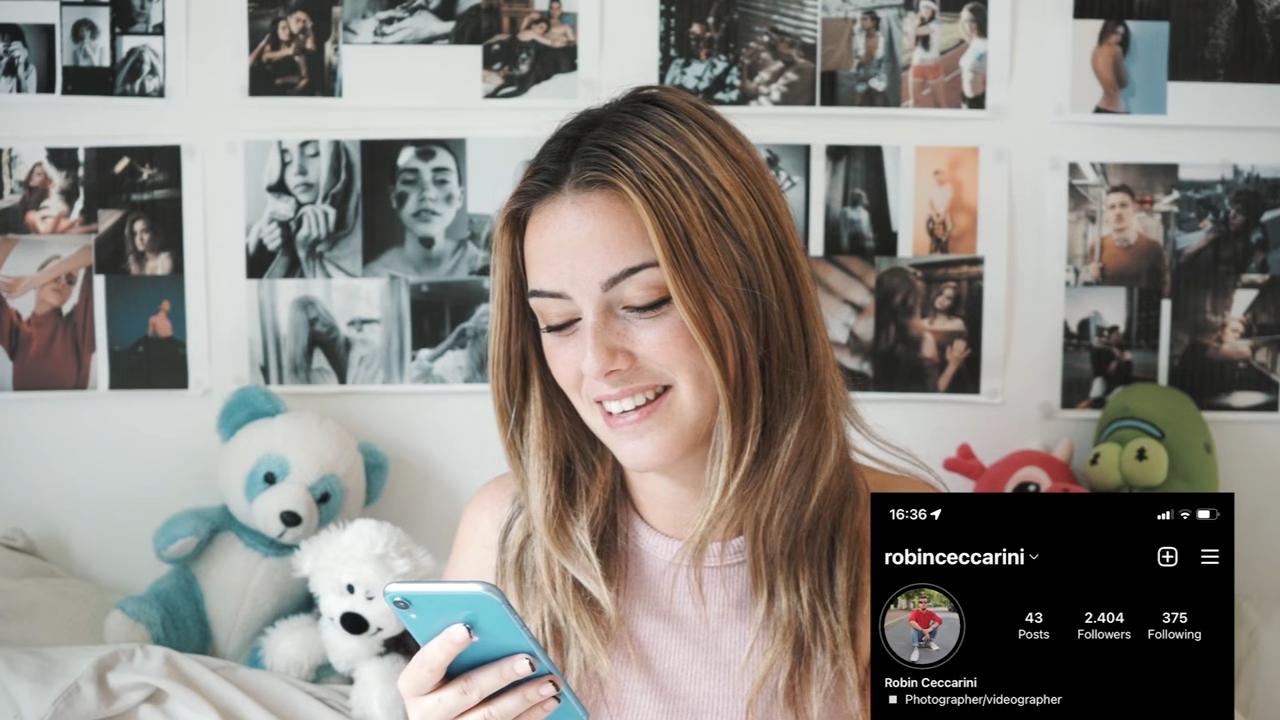 16:36
robinceccarini
43 2.404 375
Posts Followers Following
Robin Ceccarini
Photographer/videographer